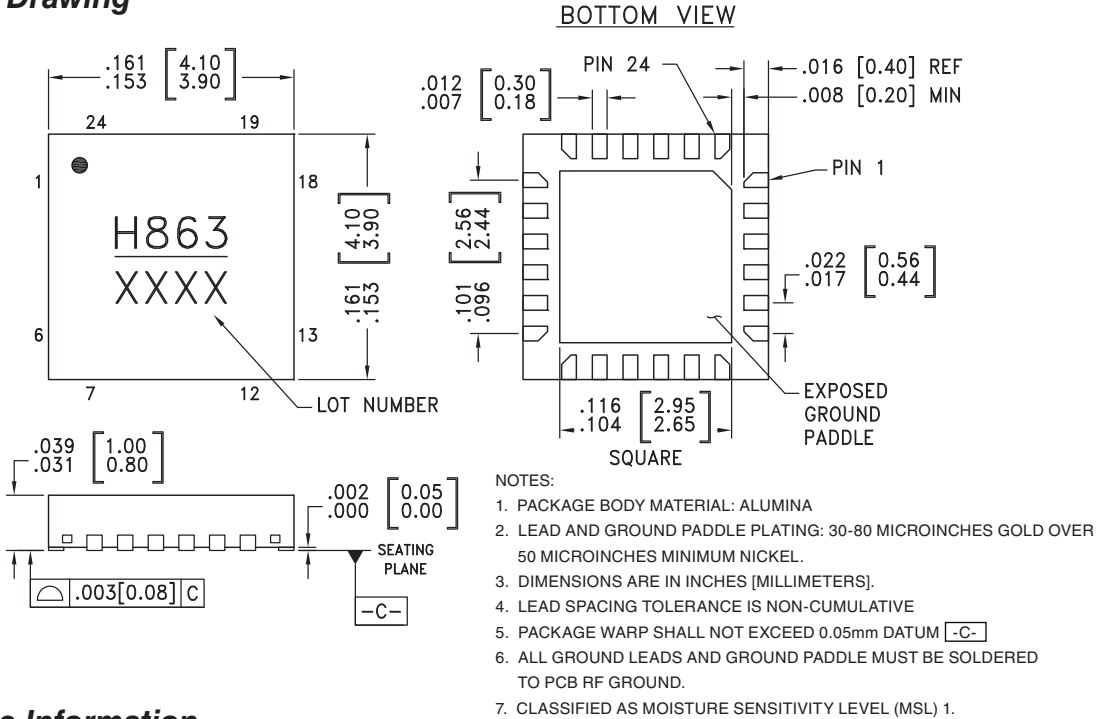 Drawing
BOTTOM VIEW
.161 [4.10]
.153 [3.90]
24 19
1 18
H863
XXXX
6 13
7 12
LOT NUMBER
4.10
3.90
.161
.153
PIN 24
.012 [0.30]
.007 [0.18]
.016 [0.40] REF
.008 [0.20] MIN
PIN 1
2.56
2.44
.101
.096
.022 [0.56]
.017 [0.44]
.116 [2.95]
.104 [2.65]
SQUARE
EXPOSED
GROUND
PADDLE
.039 [1.00]
.031 [0.80]
.002 [0.05]
.000 [0.00]
SEATING
PLANE
.003[0.08] C
-C-
NOTES:
1. PACKAGE BODY MATERIAL: ALUMINA
2. LEAD AND GROUND PADDLE PLATING: 30-80 MICROINCHES GOLD OVER
50 MICROINCHES MINIMUM NICKEL.
3. DIMENSIONS ARE IN INCHES [MILLIMETERS].
4. LEAD SPACING TOLERANCE IS NON-CUMULATIVE
5. PACKAGE WARP SHALL NOT EXCEED 0.05mm DATUM -C-
6. ALL GROUND LEADS AND GROUND PADDLE MUST BE SOLDERED
TO PCB RF GROUND.
7. CLASSIFIED AS MOISTURE SENSITIVITY LEVEL (MSL) 1.
Information